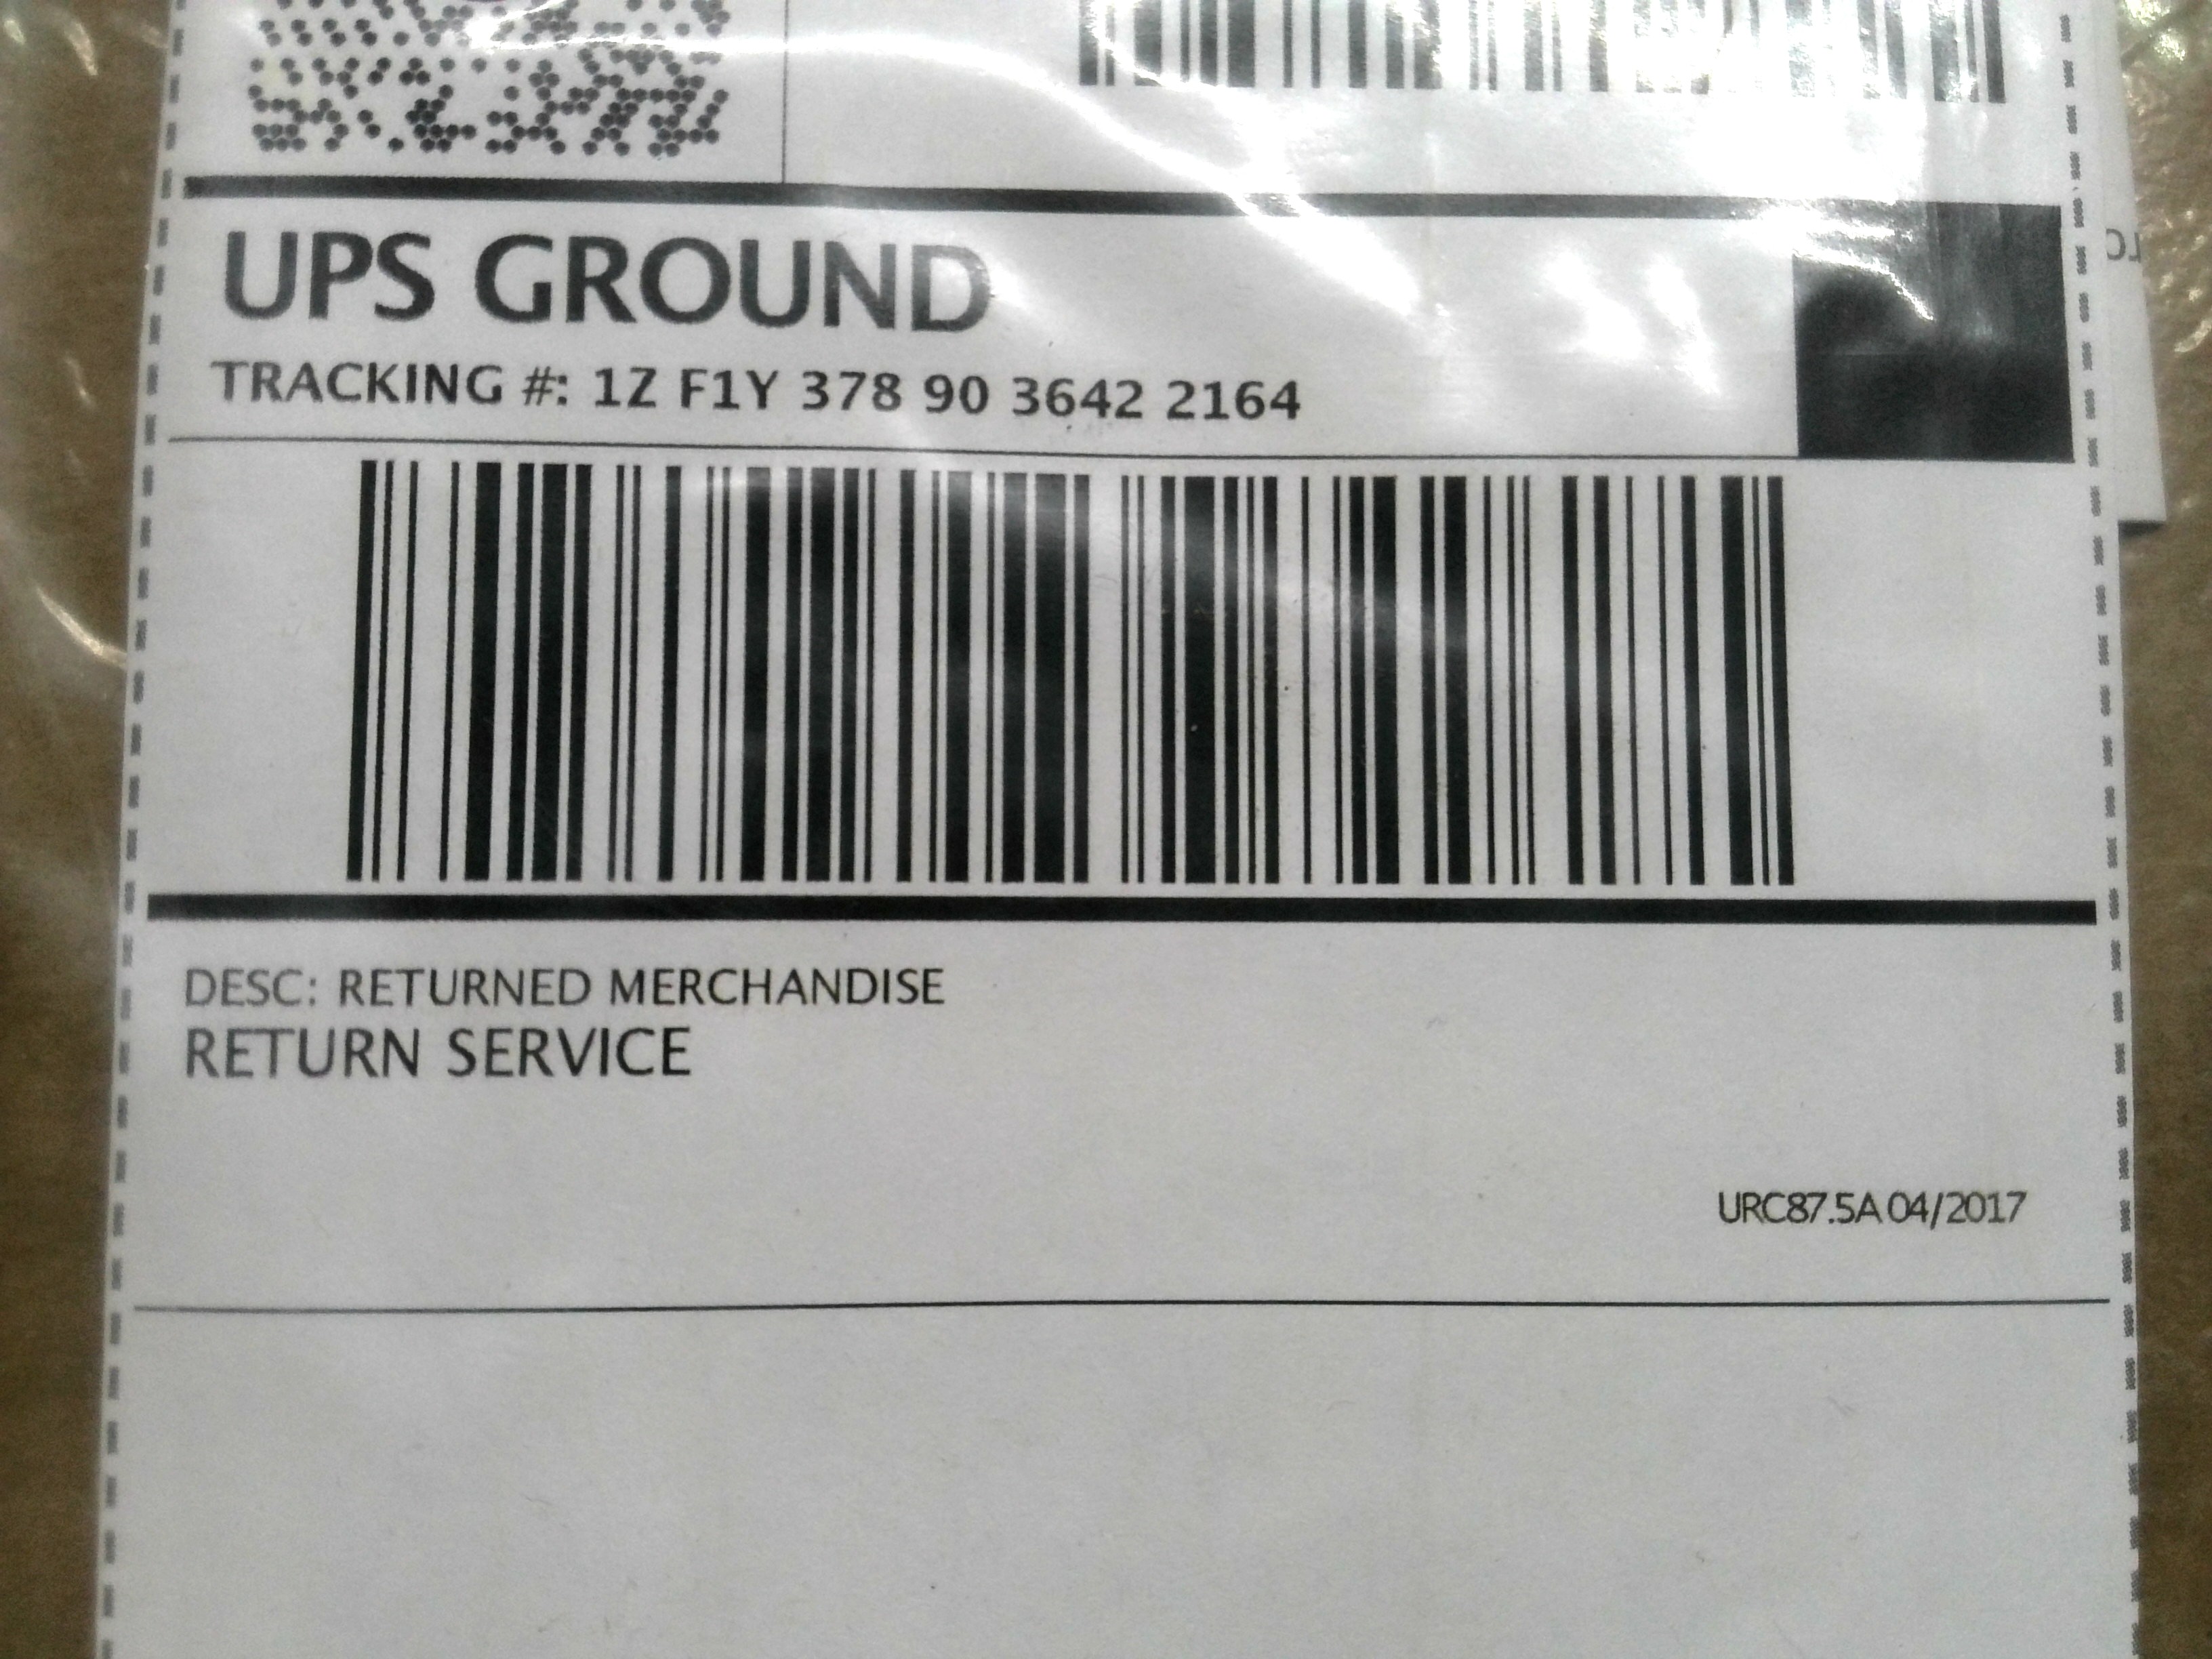 UPS GROUND
TRACKING #: 1Z F1Y 378 90 3642 2164
DESC: RETURNED MERCHANDISE
RETURN SERVICE
URC87.5A 04/2017